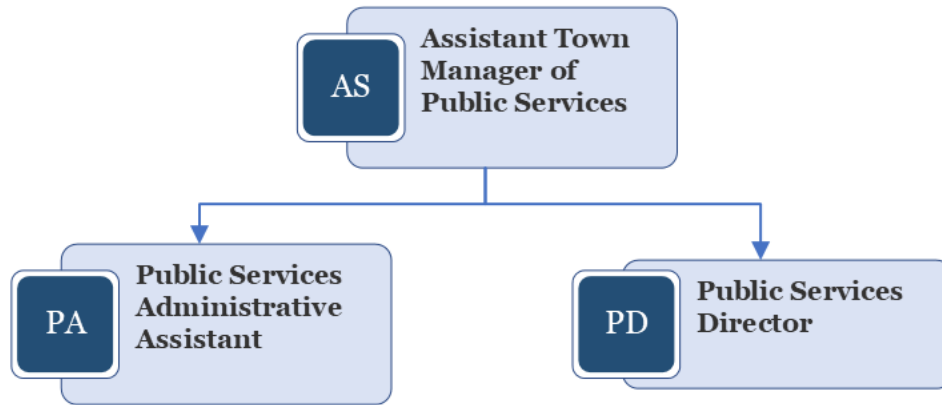 AS
Assistant Town
Manager of
Public Services
PA
Public Services
Administrative
Assistant
PD
Public Services
Director